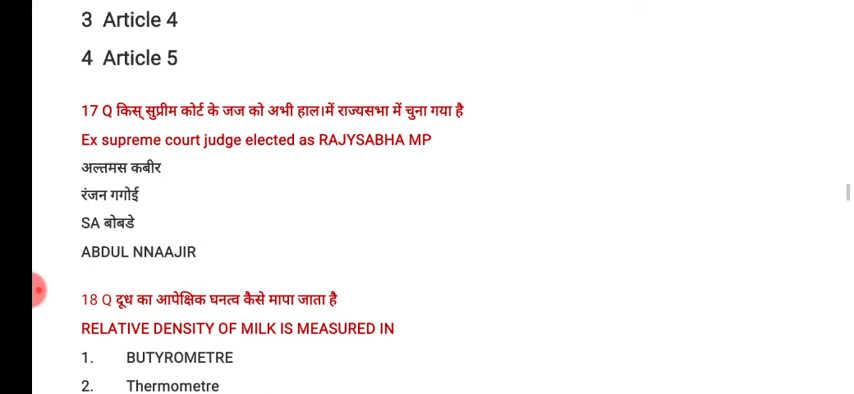 3 Article 4
4 Article 5
17 Q किस् सुप्रीम कोर्ट के जज को अभी हाल।में राज्यसभा में चुना गया है
Ex supreme court judge elected as RAJYSABHA MP
अल्तमस कबीर
रंजन गगोई
SA बोबडे
ABDUL NNAAJIR
18 Q दूध का आपेक्षिक घनत्व कैसे मापा जाता है
RELATIVE DENSITY OF MILK IS MEASURED IN
1. BUTYROMETRE
2. Thermometre